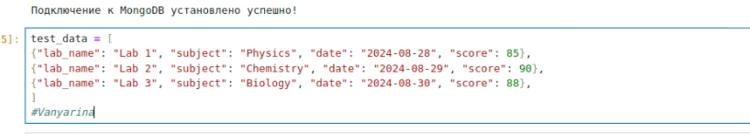 Подключение к MongoDB установлено успешно!
5]: test_data = [
{"lab_name": "Lab 1", "subject": "Physics", "date": "2024-08-28", "score": 85},
{"lab_name": "Lab 2", "subject": "Chemistry", "date": "2024-08-29", "score": 90},
{"lab_name": "Lab 3", "subject": "Biology", "date": "2024-08-30", "score": 88},
]
#Vanyarina